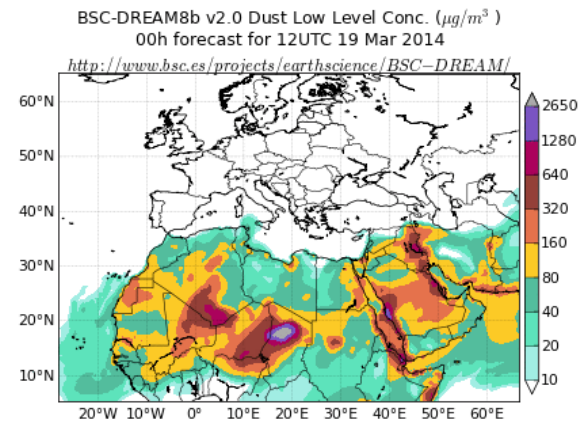 BSC-DREAM8b v2.0 Dust Low Level Conc. (μg/m³ )
00h forecast for 12UTC 19 Mar 2014
http://www.bsc.es/projects/earthscience/BSC−DREAM/
60°N
50°N
40°N
30°N
20°N
10°N
20°W 10°W 0° 10°E 20°E 30°E 40°E 50°E 60°E
2650
1280
640
320
160
80
40
20
10